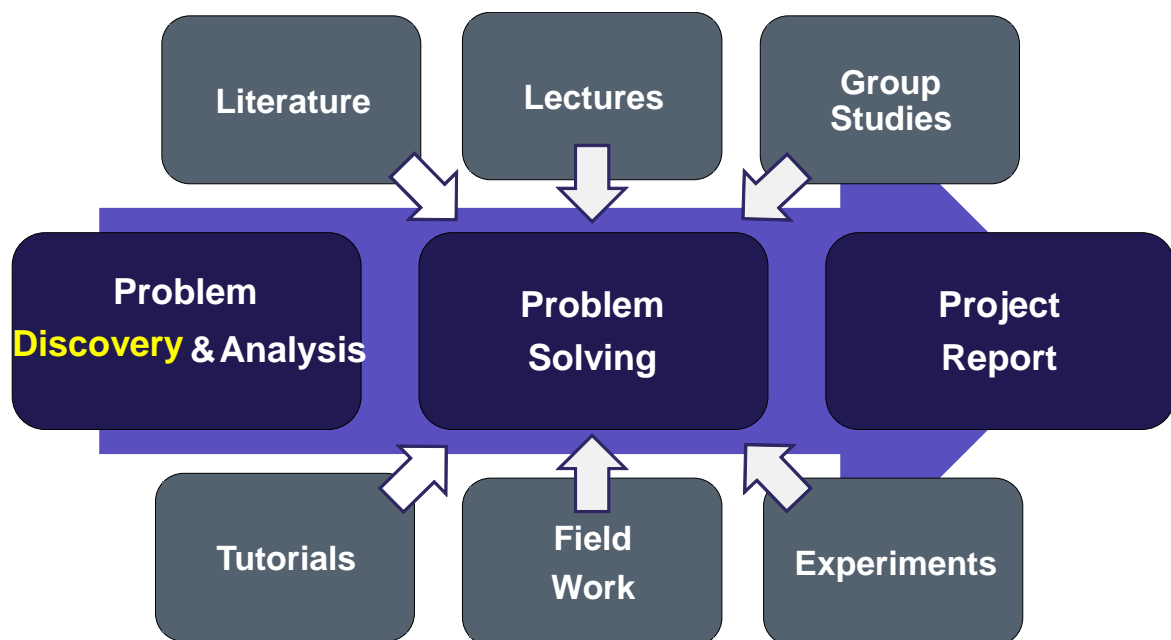 Literature
Lectures
Group
Studies
Problem
Discovery & Analysis
Problem
Solving
Project
Report
Tutorials
Field
Work
Experiments